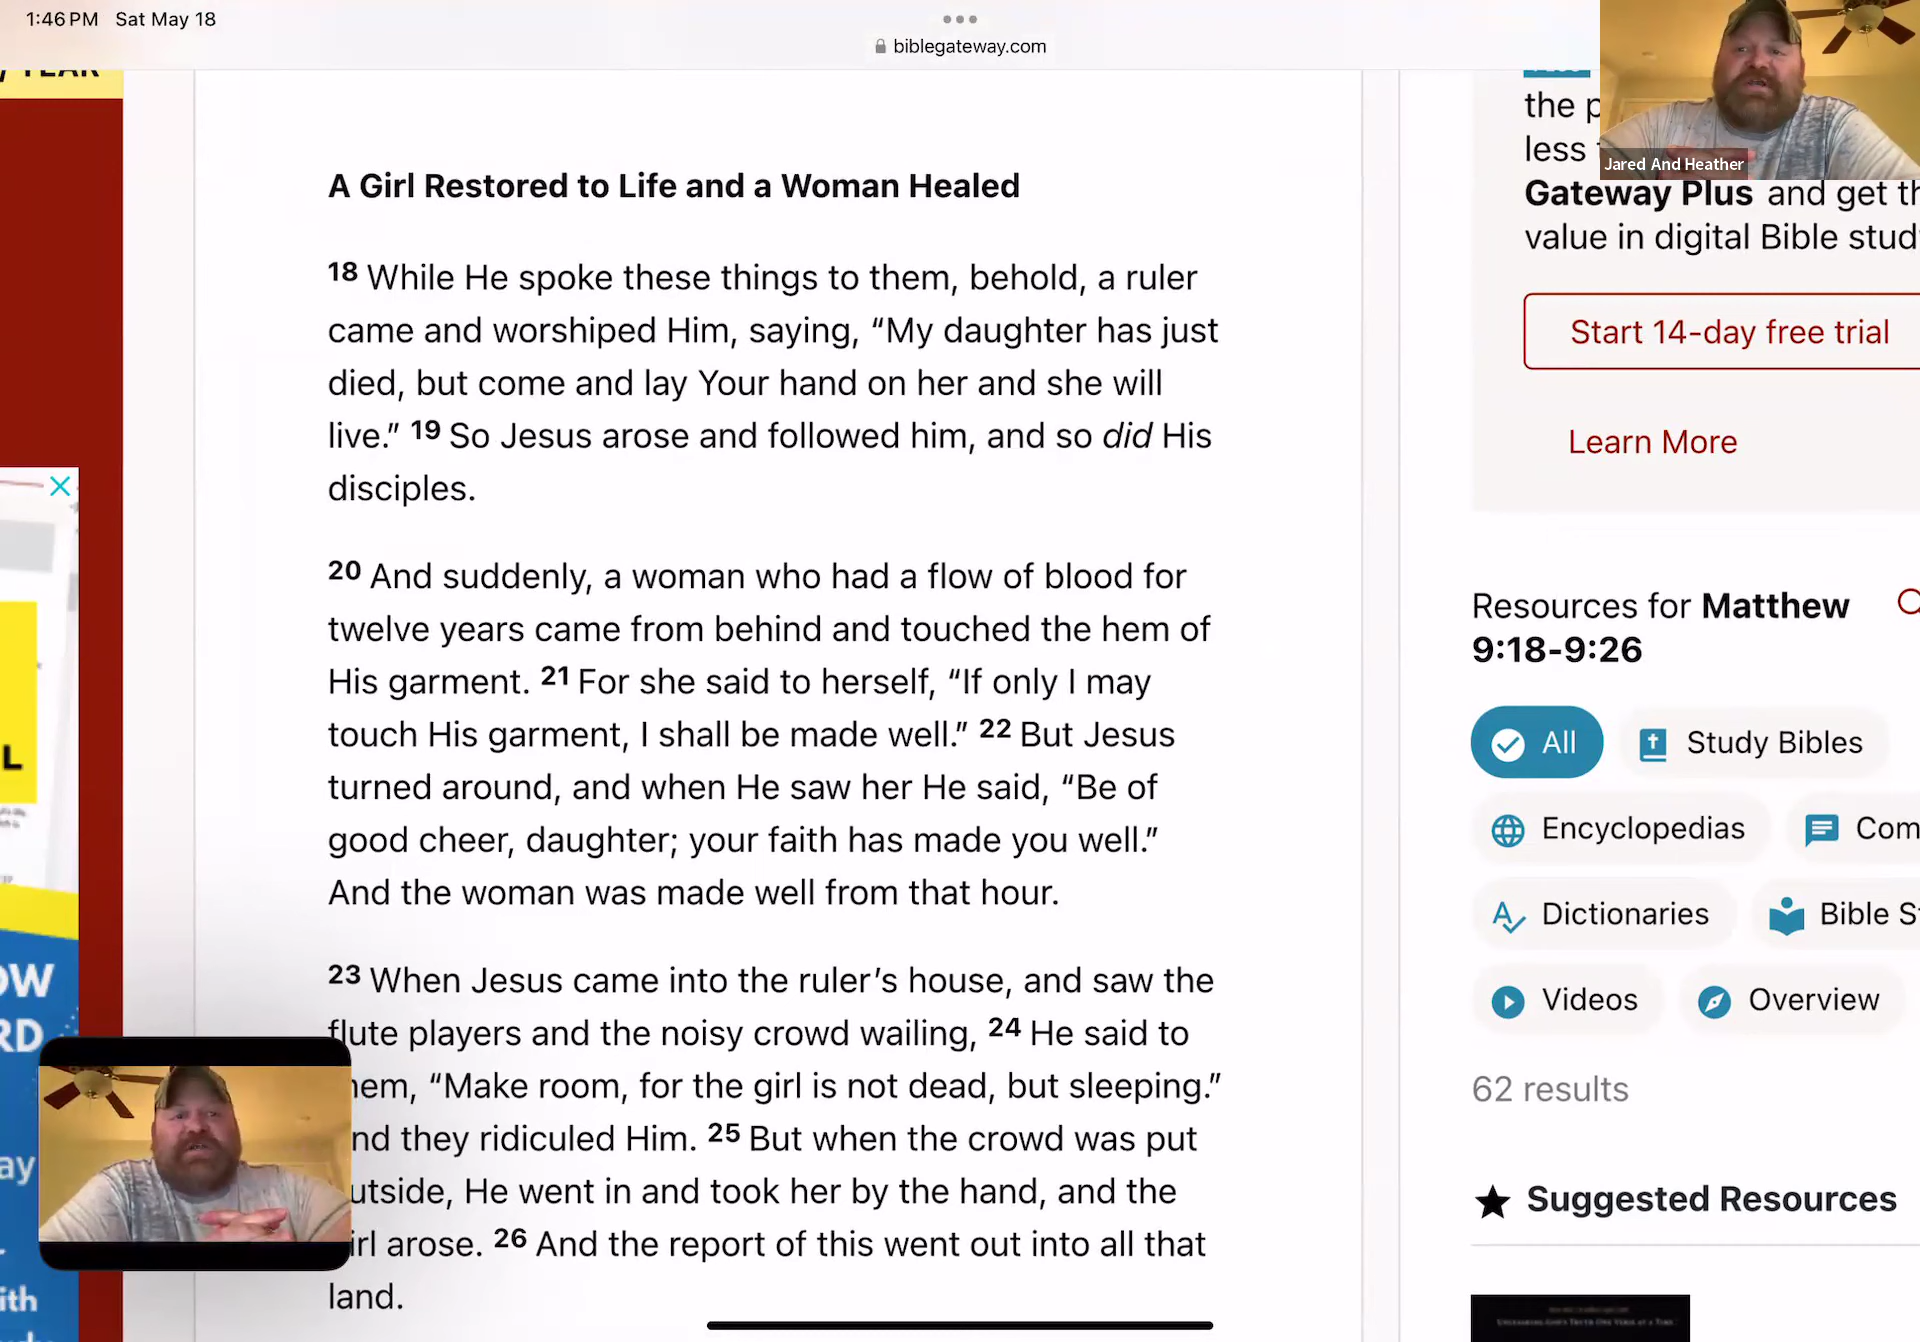 1:46 PM Sat May 18
biblegateway.com
YEAR
A Girl Restored to Life and a Woman Healed
18 While He spoke these things to them, behold, a ruler
came and worshiped Him, saying, “My daughter has just
died, but come and lay Your hand on her and she will
live.” 19 So Jesus arose and followed him, and so did His
disciples.
20 And suddenly, a woman who had a flow of blood for
twelve years came from behind and touched the hem of
His garment. 21 For she said to herself, “If only I may
touch His garment, I shall be made well.” 22 But Jesus
turned around, and when He saw her He said, “Be of
good cheer, daughter; your faith has made you well.”
And the woman was made well from that hour.
23 When Jesus came into the ruler’s house, and saw the
flute players and the noisy crowd wailing, 24 He said to
hem, “Make room, for the girl is not dead, but sleeping.”
nd they ridiculed Him. 25 But when the crowd was put
utside, He went in and took her by the hand, and the
irl arose. 26 And the report of this went out into all that
land.
Jared And Heather
the p
less
Gateway Plus and get th
value in digital Bible stud
Start 14-day free trial
Learn More
Resources for Matthew
9:18-9:26
All
Study Bibles
Encyclopedias
Com
Dictionaries
Bible S
Videos
Overview
62 results
Suggested Resources
L
OW
RD
ay
ith